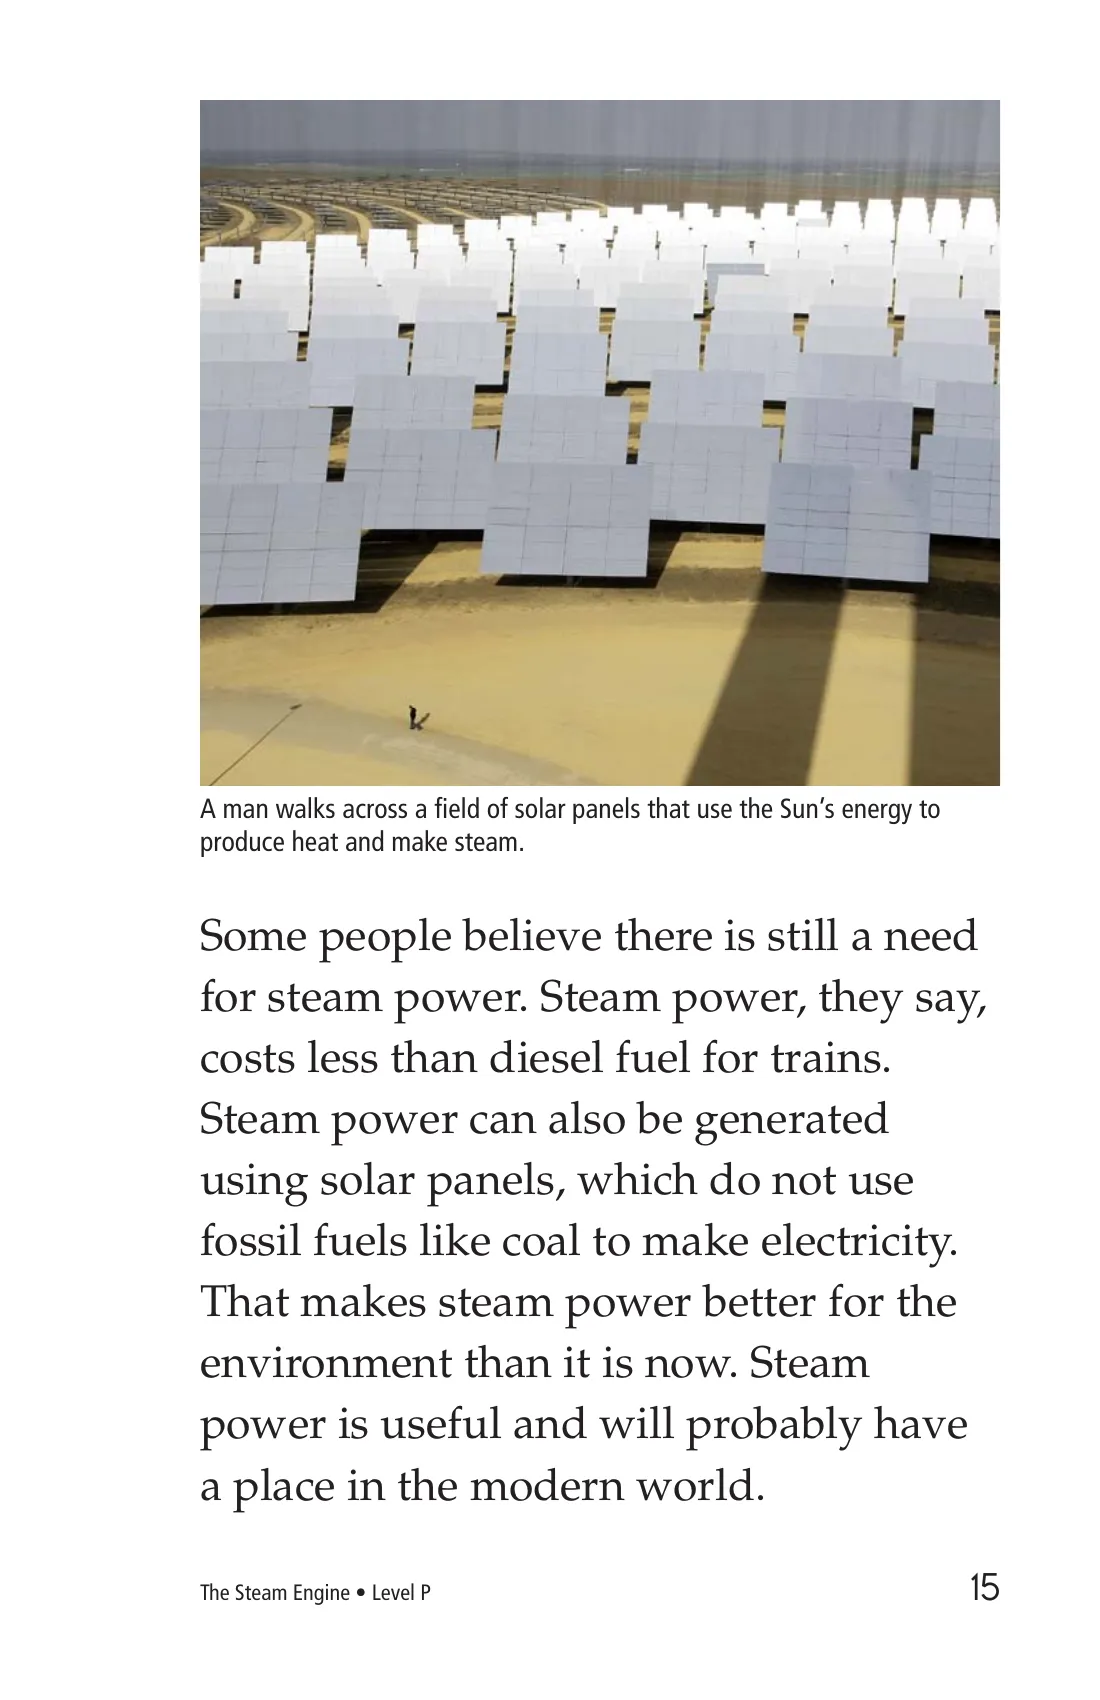 A man walks across a field of solar panels that use the Sun's energy to
produce heat and make steam.
Some people believe there is still a need
for steam power. Steam power, they say,
costs less than diesel fuel for trains.
Steam power can also be generated
using solar panels, which do not use
fossil fuels like coal to make electricity.
That makes steam power better for the
environment than it is now. Steam
power is useful and will probably have
a place in the modern world.
The Steam Engine • Level P
15